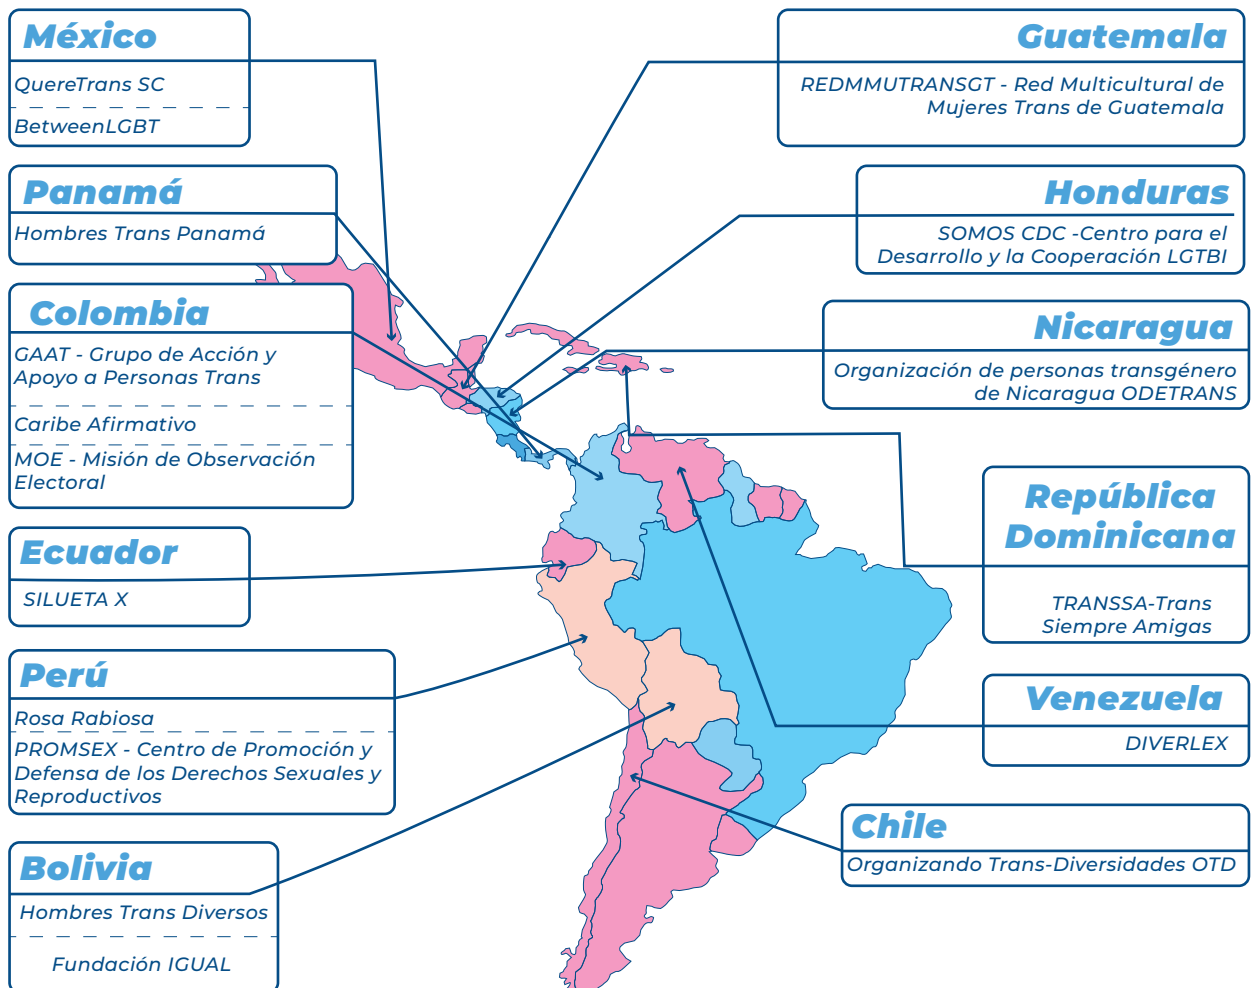 México
QuereTrans SC
BetweenLGBT
Panamá
Hombres Trans Panamá
Colombia
GAAT - Grupo de Acción y
Apoyo a Personas Trans
Caribe Afirmativo
MOE - Misión de Observación
Electoral
Ecuador
SILUETA X
Perú
Rosa Rabiosa
PROMSEX - Centro de Promoción y
Defensa de los Derechos Sexuales y
Reproductivos
Bolivia
Hombres Trans Diversos
Fundación IGUAL
Guatemala
REDMMUTRANSGT - Red Multicultural de
Mujeres Trans de Guatemala
Honduras
SOMOS CDC -Centro para el
Desarrollo y la Cooperación LGTBI
Nicaragua
Organización de personas transgénero
de Nicaragua ODETRANS
República
Dominicana
TRANSSA-Trans
Siempre Amigas
Venezuela
DIVERLEX
Chile
Organizando Trans-Diversidades OTD